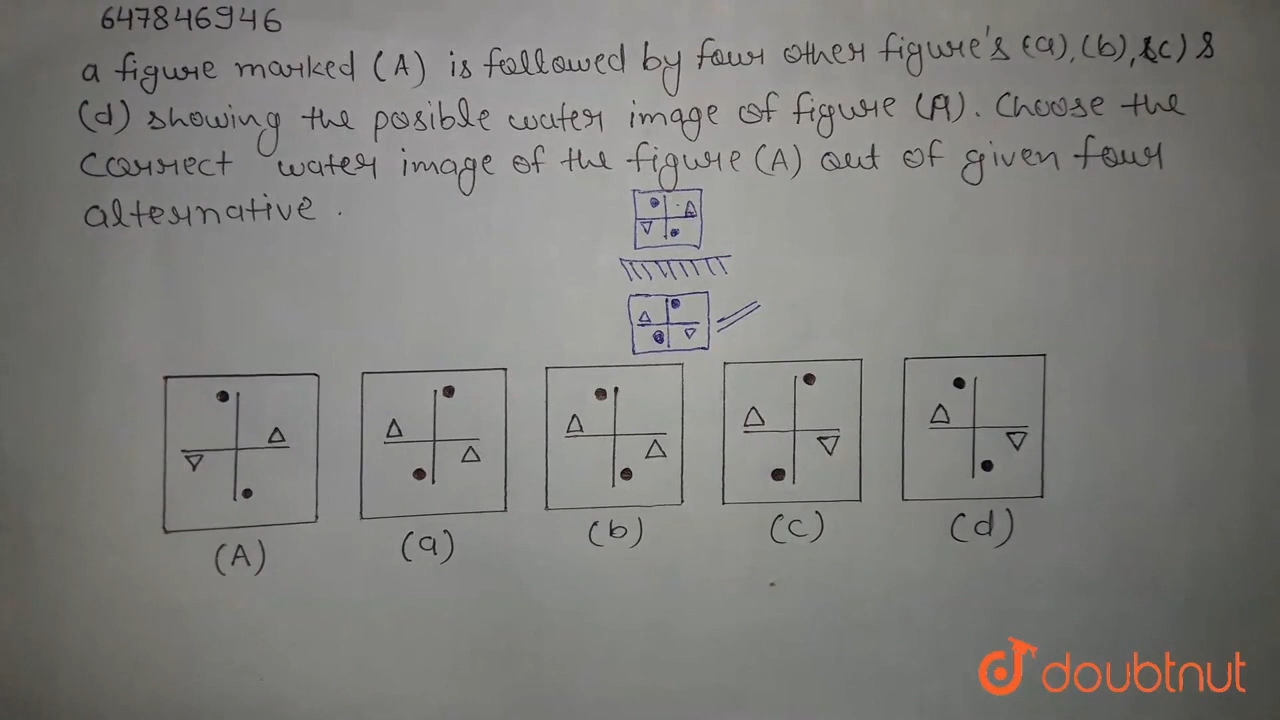 647846946
a figure marked (A) is followed by four other figure's (a), (b), &c) &
(d) showing the posible water image of figure (A). Choose the
correct water image of the figure (A) out of given four
alternative.
(A) (a) (b) (c) (d)
doubtnut